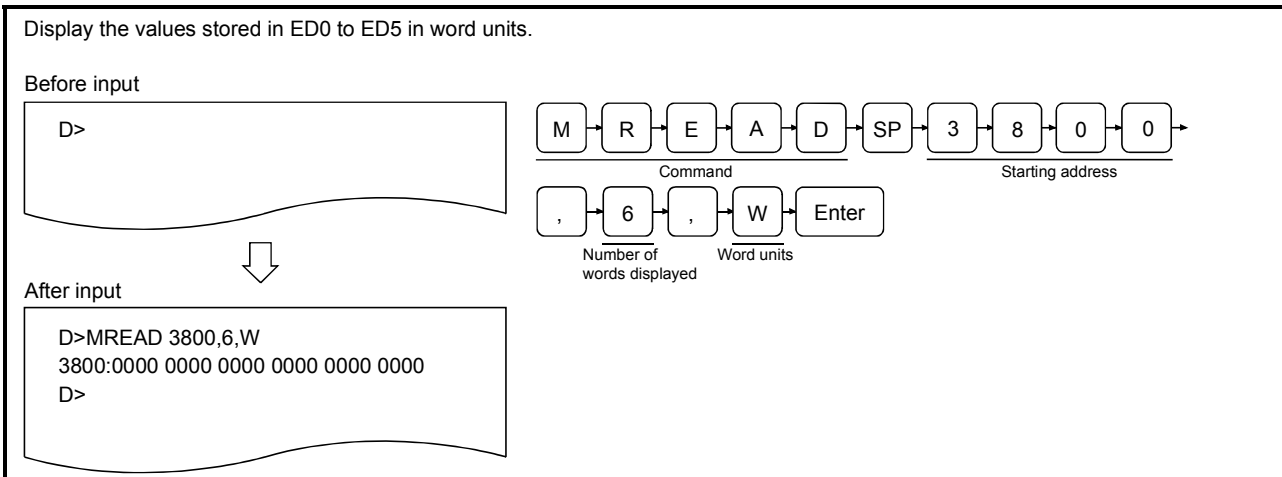 Display the values stored in ED0 to ED5 in word units.
Before input
D>
M R E A D SP 3 8 0 0
Command Starting address
, 6 , W Enter
Number of words displayed Word units
After input
D>MREAD 3800,6,W
3800:0000 0000 0000 0000 0000 0000
D>